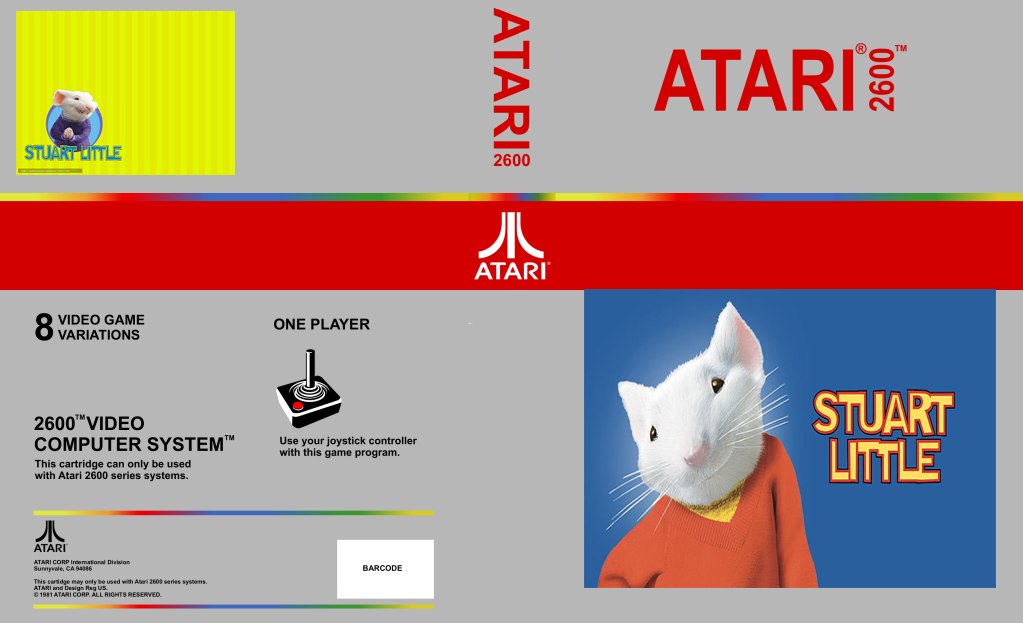 STUART LITTLE
ATARI
2600
ATARI®
2600™
ATARI®
8 VIDEO GAME
VARIATIONS
ONE PLAYER
2600™VIDEO
COMPUTER SYSTEM™
This cartridge can only be used
with Atari 2600 series systems.
Use your joystick controller
with this game program.
ATARI
ATARI CORP International Division
Sunnyvale, CA 94086
This cartidge may only be used with Atari 2600 series systems.
ATARI and Design Reg US.
© 1981 ATARI CORP. ALL RIGHTS RESERVED.
BARCODE
STUART
LITTLE